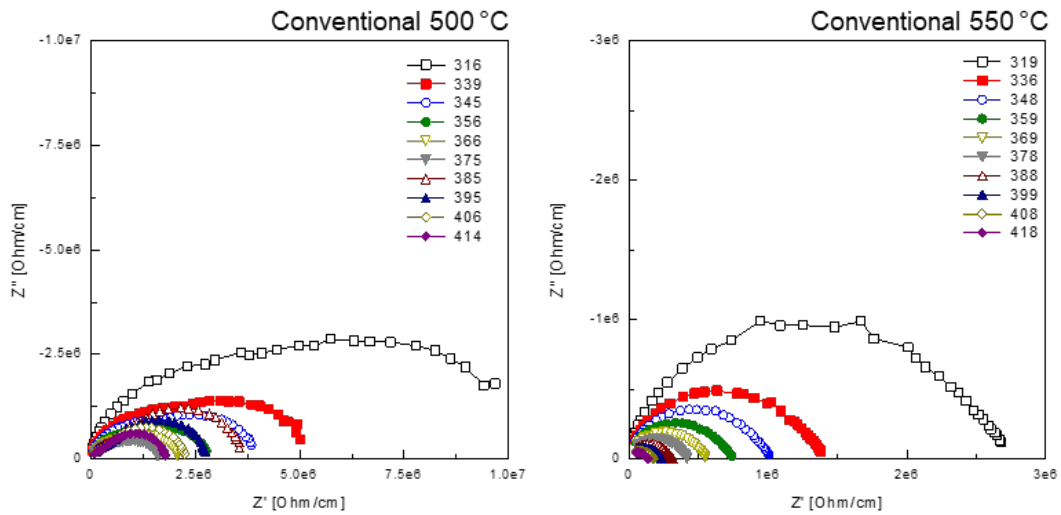 Conventional 500 °C
-1.0e7
-7.5e6
-5.0e6
-2.5e6
0
Z'' [Ohm/cm]
316
339
345
356
366
375
385
395
406
414
0
2.5e6
5.0e6
7.5e6
1.0e7
Z' [Ohm/cm]
Conventional 550 °C
-3e6
-2e6
-1e6
0
Z'' [Ohm/cm]
319
336
348
359
369
378
388
399
408
418
0
1e6
2e6
3e6
Z' [Ohm/cm]